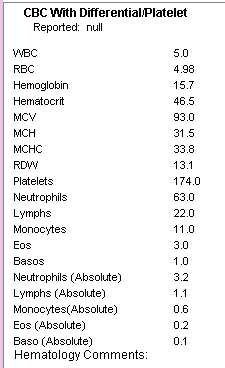 CBC With Differential/Platelet
Reported: null
WBC 5.0
RBC 4.98
Hemoglobin 15.7
Hematocrit 46.5
MCV 93.0
MCH 31.5
MCHC 33.8
RDW 13.1
Platelets 174.0
Neutrophils 63.0
Lymphs 22.0
Monocytes 11.0
Eos 3.0
Basos 1.0
Neutrophils (Absolute) 3.2
Lymphs (Absolute) 1.1
Monocytes(Absolute) 0.6
Eos (Absolute) 0.2
Baso (Absolute) 0.1
Hematology Comments: